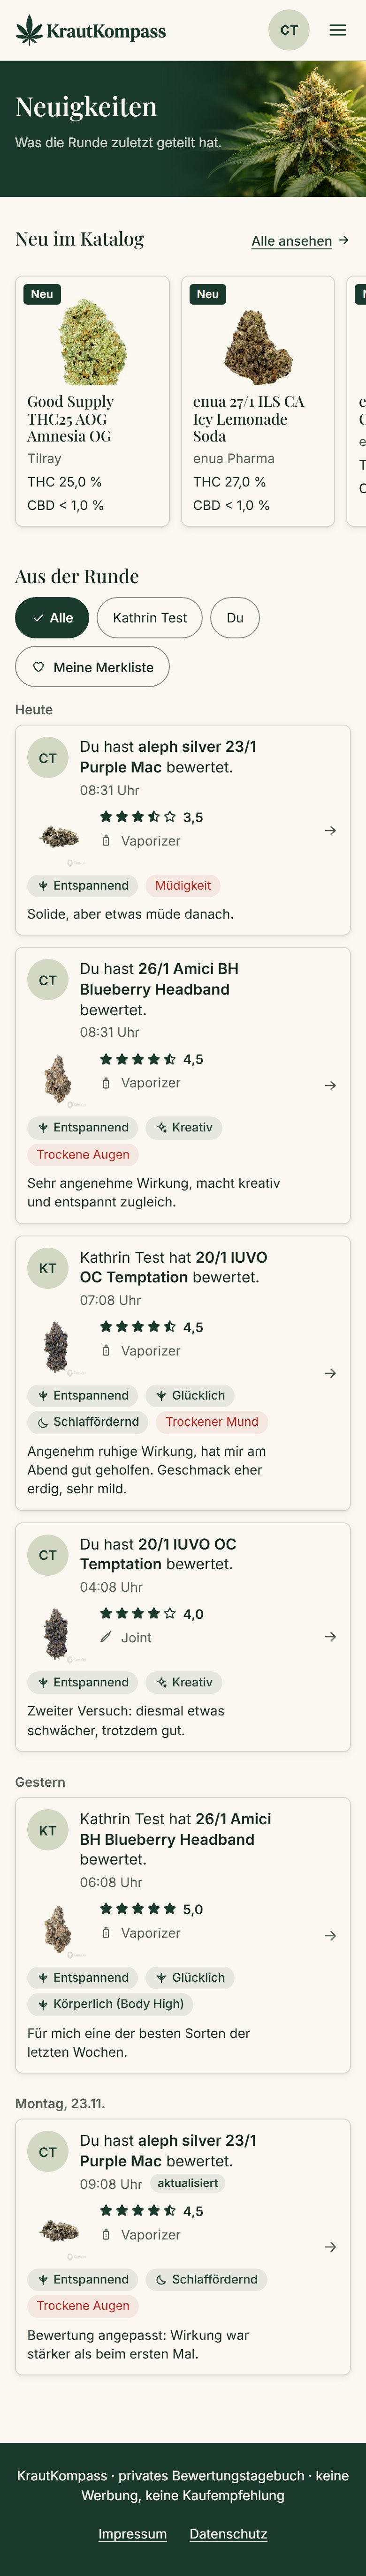 KrautKompass
CT
Neuigkeiten
Was die Runde zuletzt geteilt hat.
Neu im Katalog
Alle ansehen →
Neu
Good Supply
THC25 AOG
Amnesia OG
Tilray
THC 25,0 %
CBD < 1,0 %
Neu
enua 27/1 ILS CA
Icy Lemonade
Soda
enua Pharma
THC 27,0 %
CBD < 1,0 %
Aus der Runde
Alle
Kathrin Test
Du
Meine Merkliste
Heute
CT
Du hast aleph silver 23/1
Purple Mac bewertet.
08:31 Uhr
3,5
Vaporizer
→
Entspannend
Müdigkeit
Solide, aber etwas müde danach.
CT
Du hast 26/1 Amici BH
Blueberry Headband
bewertet.
08:31 Uhr
4,5
Vaporizer
→
Entspannend
Kreativ
Trockene Augen
Sehr angenehme Wirkung, macht kreativ
und entspannt zugleich.
KT
Kathrin Test hat 20/1 IUVO
OC Temptation bewertet.
07:08 Uhr
4,5
Vaporizer
→
Entspannend
Glücklich
Schlaffördernd
Trockener Mund
Angenehm ruhige Wirkung, hat mir am
Abend gut geholfen. Geschmack eher
erdig, sehr mild.
CT
Du hast 20/1 IUVO OC
Temptation bewertet.
04:08 Uhr
4,0
Joint
→
Entspannend
Kreativ
Zweiter Versuch: diesmal etwas
schwächer, trotzdem gut.
Gestern
KT
Kathrin Test hat 26/1 Amici
BH Blueberry Headband
bewertet.
06:08 Uhr
5,0
Vaporizer
→
Entspannend
Glücklich
Körperlich (Body High)
Für mich eine der besten Sorten der
letzten Wochen.
Montag, 23.11.
CT
Du hast aleph silver 23/1
Purple Mac bewertet.
09:08 Uhr
aktualisiert
4,5
Vaporizer
→
Entspannend
Schlaffördernd
Trockene Augen
Bewertung angepasst: Wirkung war
stärker als beim ersten Mal.
KrautKompass · privates Bewertungstagebuch · keine
Werbung, keine Kaufempfehlung
Impressum
Datenschutz